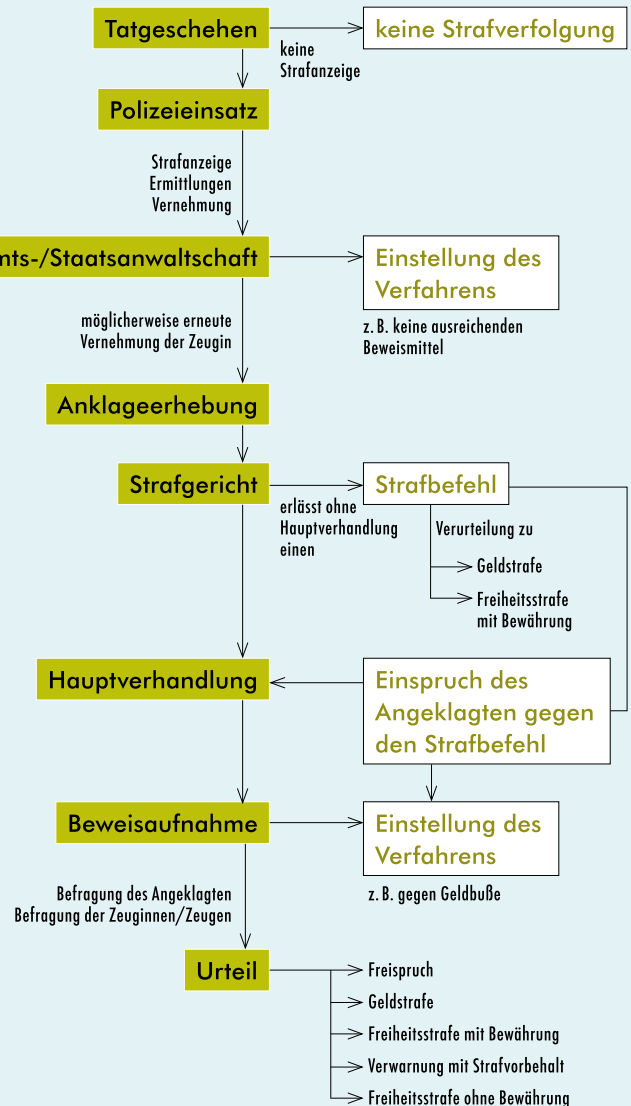 Tatgeschehen
keine Strafverfolgung
keine
Strafanzeige
Polizeieinsatz
Strafanzeige
Ermittlungen
Vernehmung
mts-/Staatsanwaltschaft
Einstellung des
Verfahrens
z. B. keine ausreichenden
Beweismittel
möglicherweise erneute
Vernehmung der Zeugin
Anklageerhebung
Strafgericht
Strafbefehl
erlässt ohne
Hauptverhandlung
einen
Verurteilung zu
Geldstrafe
Freiheitsstrafe
mit Bewährung
Hauptverhandlung
Einspruch des
Angeklagten gegen
den Strafbefehl
Beweisaufnahme
Einstellung des
Verfahrens
z. B. gegen Geldbuße
Befragung des Angeklagten
Befragung der Zeuginnen/Zeugen
Urteil
Freispruch
Geldstrafe
Freiheitsstrafe mit Bewährung
Verwarnung mit Strafvorbehalt
Freiheitsstrafe ohne Bewährung